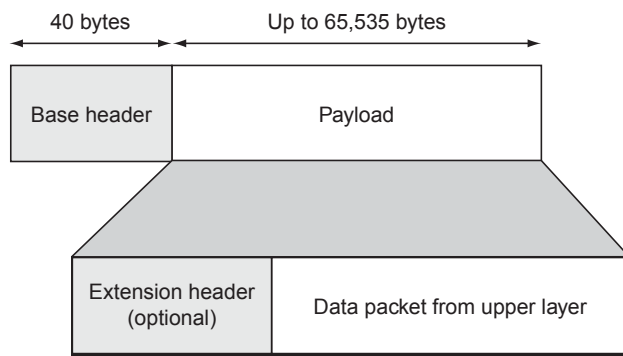 40 bytes
Up to 65,535 bytes
Base header
Payload
Extension header
(optional)
Data packet from upper layer